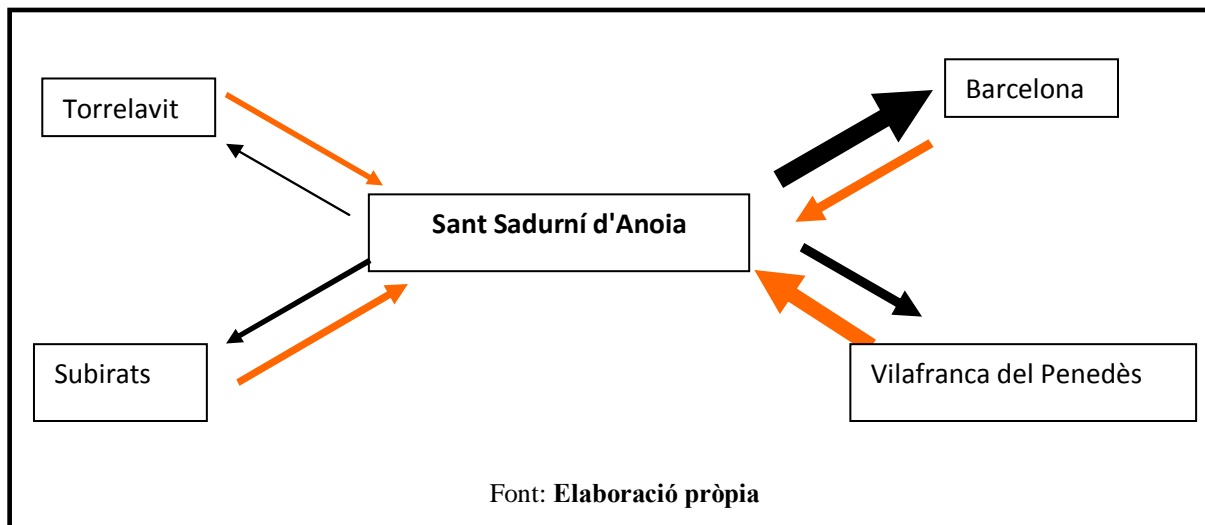 Torrelavit
Barcelona
Sant Sadurní d'Anoia
Subirats
Vilafranca del Penedès
Font: Elaboració pròpia